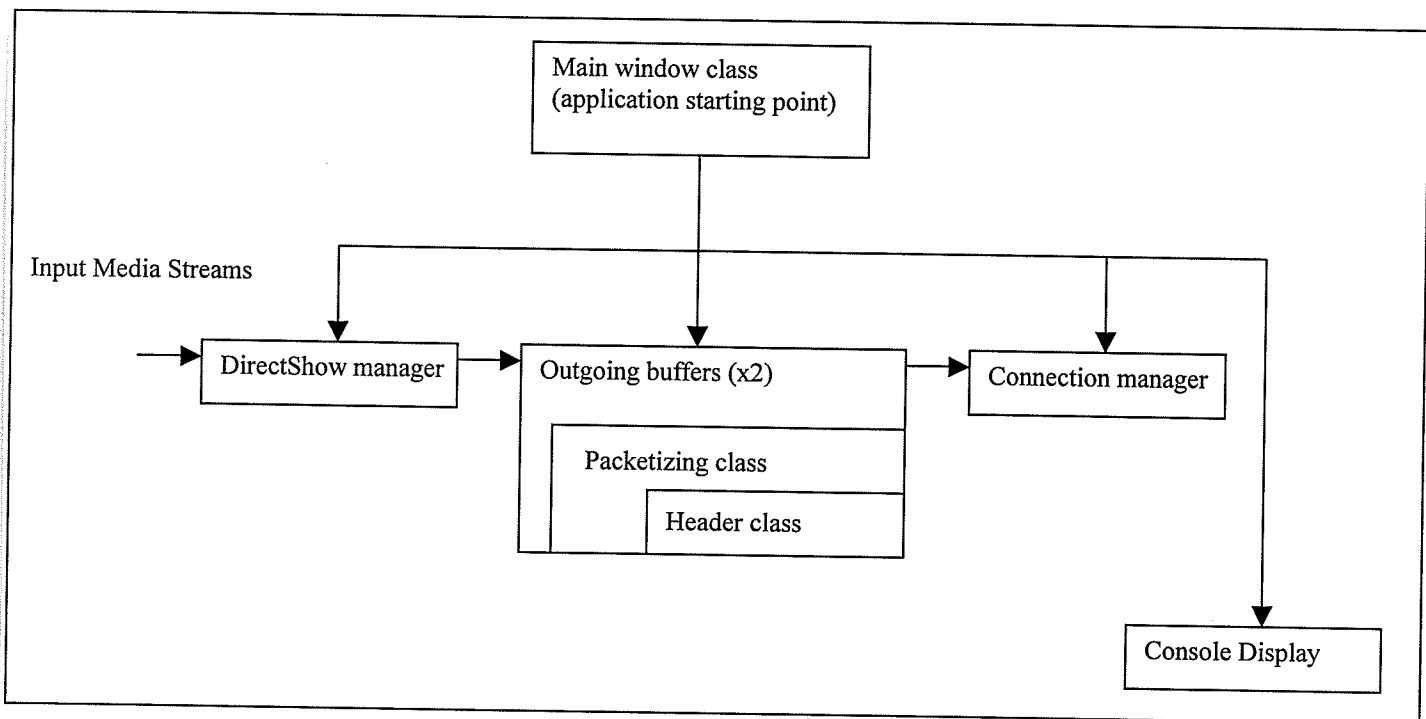 Main window class
(application starting point)
Input Media Streams
DirectShow manager
Outgoing buffers (x2)
Connection manager
Packetizing class
Header class
Console Display